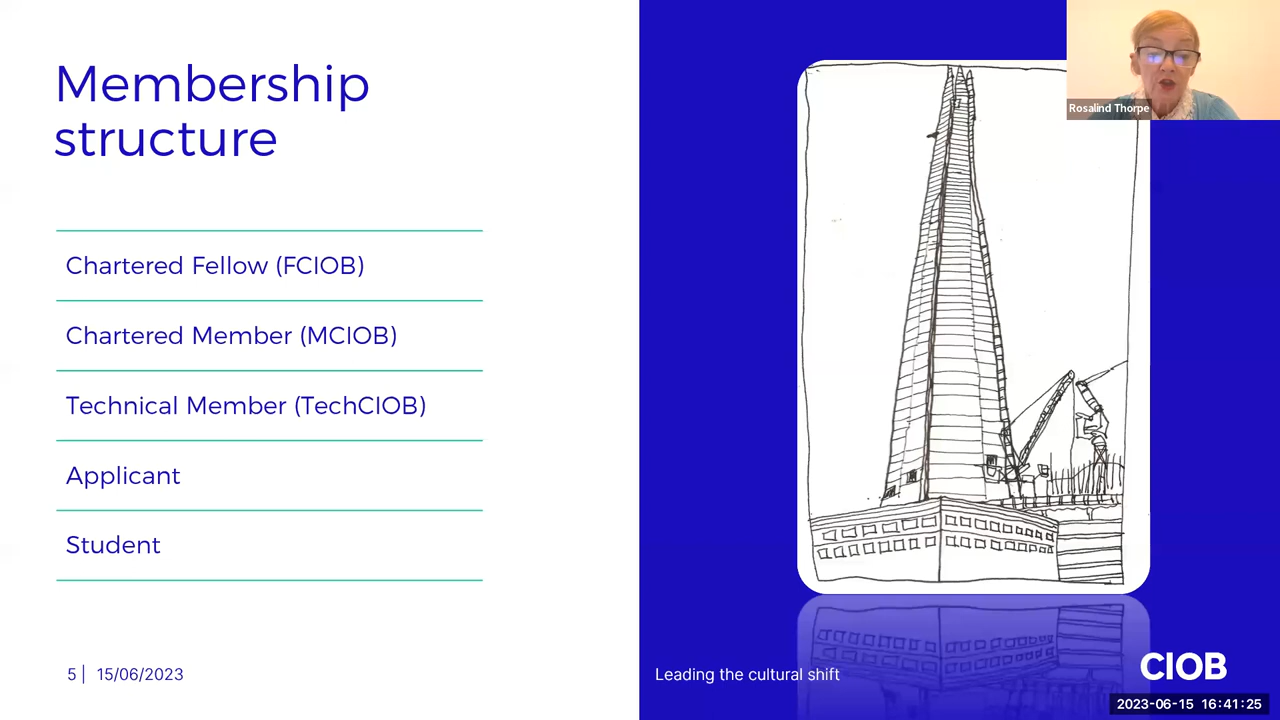 Membership
structure
Chartered Fellow (FCIOB)
Chartered Member (MCIOB)
Technical Member (TechCIOB)
Applicant
Student
5 | 15/06/2023
Rosalind Thorpe
Leading the cultural shift
CIOB
2023-06-15 16:41:25